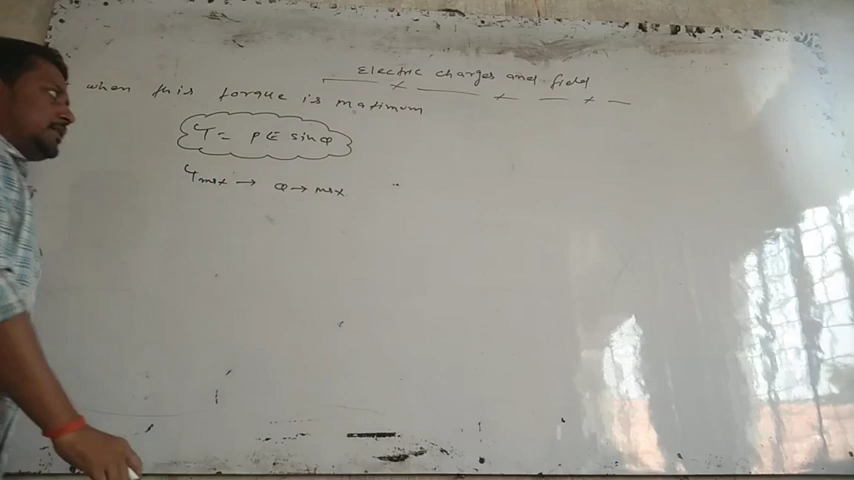 Electric charges and field
when this torque is maximum
τ = PE sinθ
τmax → θ → max